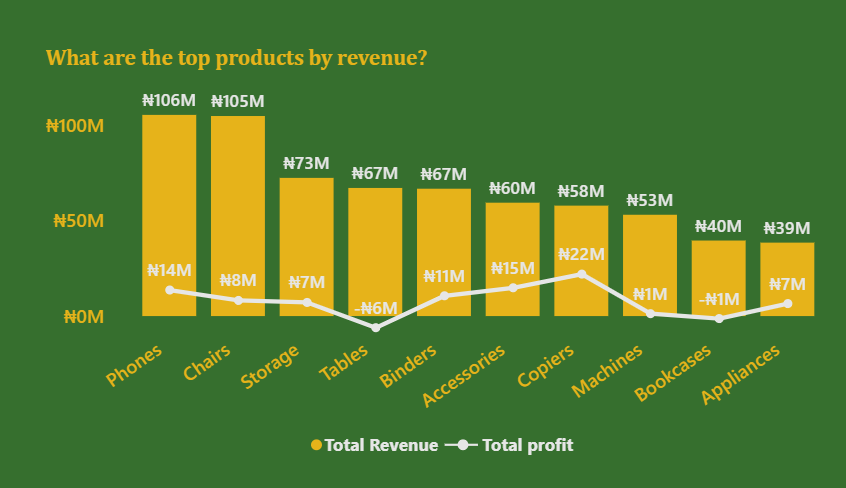 What are the top products by revenue?
₦106M ₦105M ₦73M ₦67M ₦67M ₦60M ₦58M ₦53M ₦40M ₦39M
₦100M
₦50M
₦0M
₦14M ₦8M ₦7M -₦6M ₦11M ₦15M ₦22M ₦1M -₦1M ₦7M
Phones Chairs Storage Tables Binders Accessories Copiers Machines Bookcases Appliances
Total Revenue Total profit